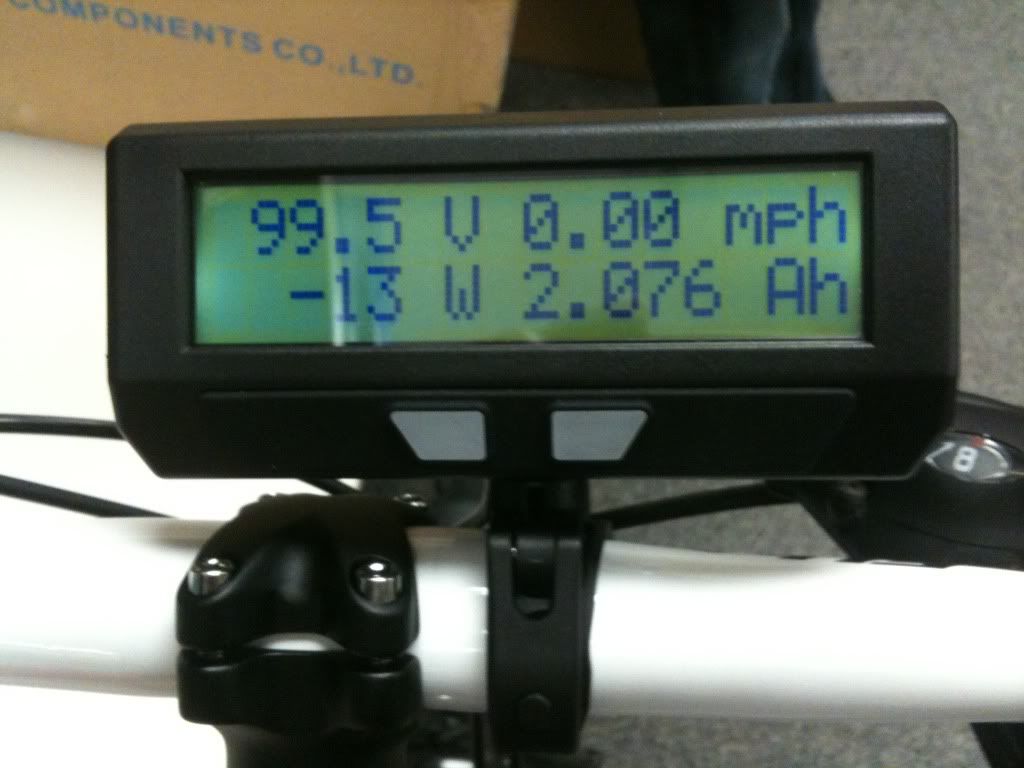 COMPONENTS CO.,LTD.
99.5 V 0.00 mph
-13 W 2.076 Ah
8